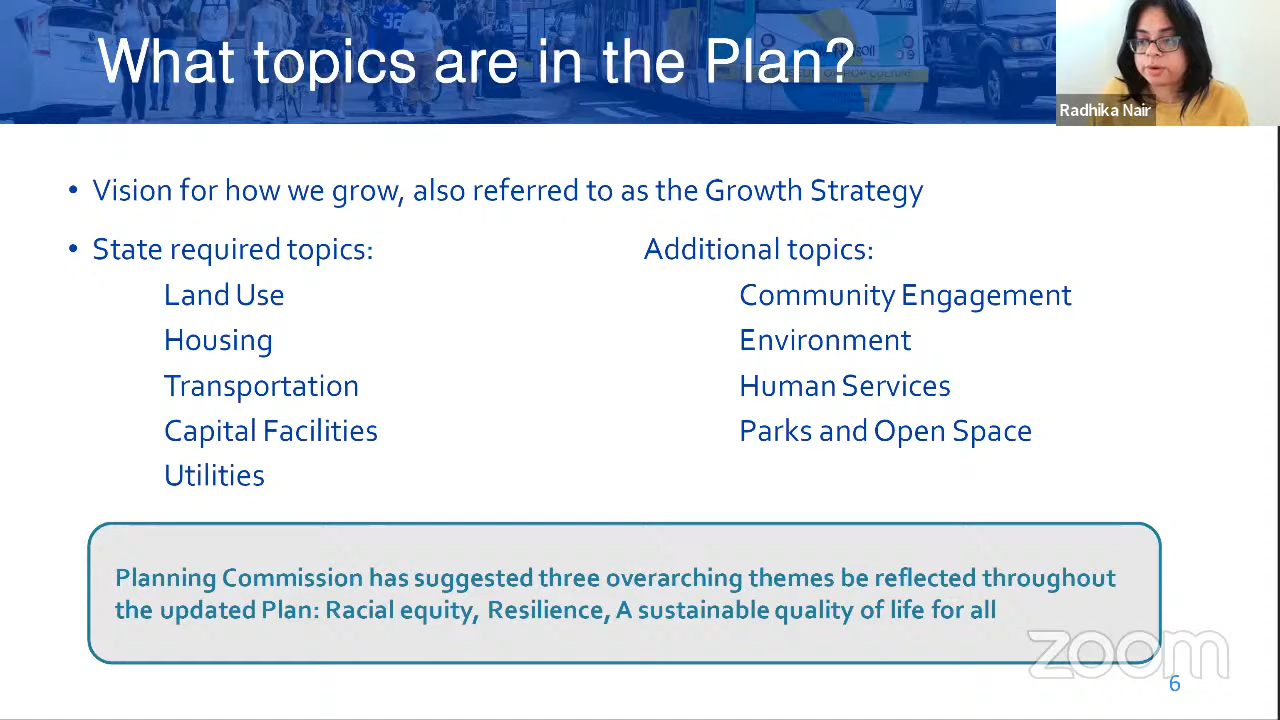 What topics are in the Plan?
Radhika Nair
• Vision for how we grow, also referred to as the Growth Strategy
• State required topics:
Land Use
Housing
Transportation
Capital Facilities
Utilities
Additional topics:
Community Engagement
Environment
Human Services
Parks and Open Space
Planning Commission has suggested three overarching themes be reflected throughout
the updated Plan: Racial equity, Resilience, A sustainable quality of life for all
zoom
6